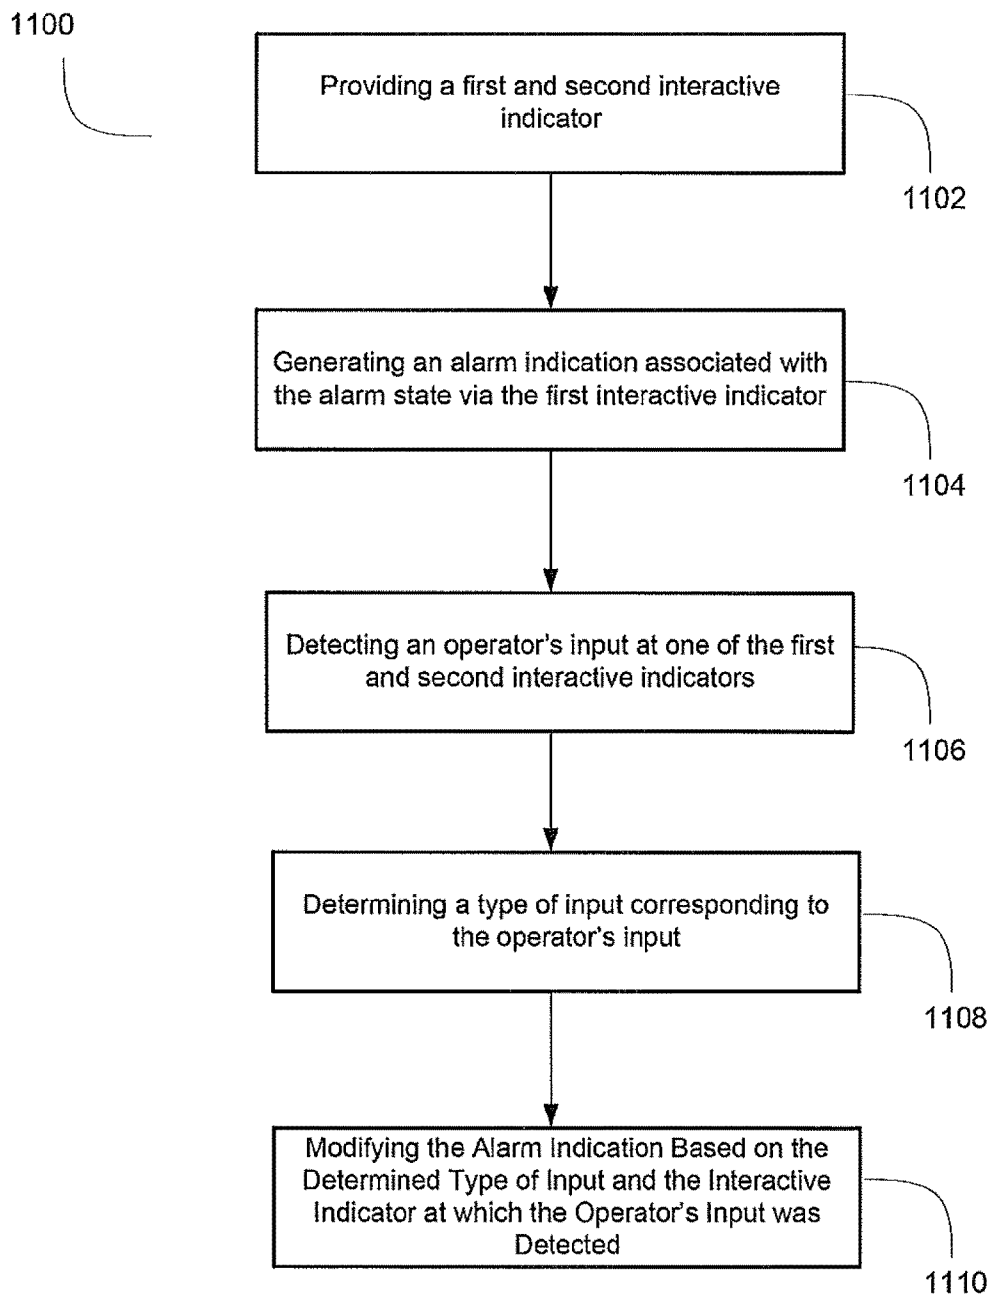 1100
Providing a first and second interactive
indicator
1102
Generating an alarm indication associated with
the alarm state via the first interactive indicator
1104
Detecting an operator's input at one of the first
and second interactive indicators
1106
Determining a type of input corresponding to
the operator's input
1108
Modifying the Alarm Indication Based on the
Determined Type of Input and the Interactive
Indicator at which the Operator's Input was
Detected
1110